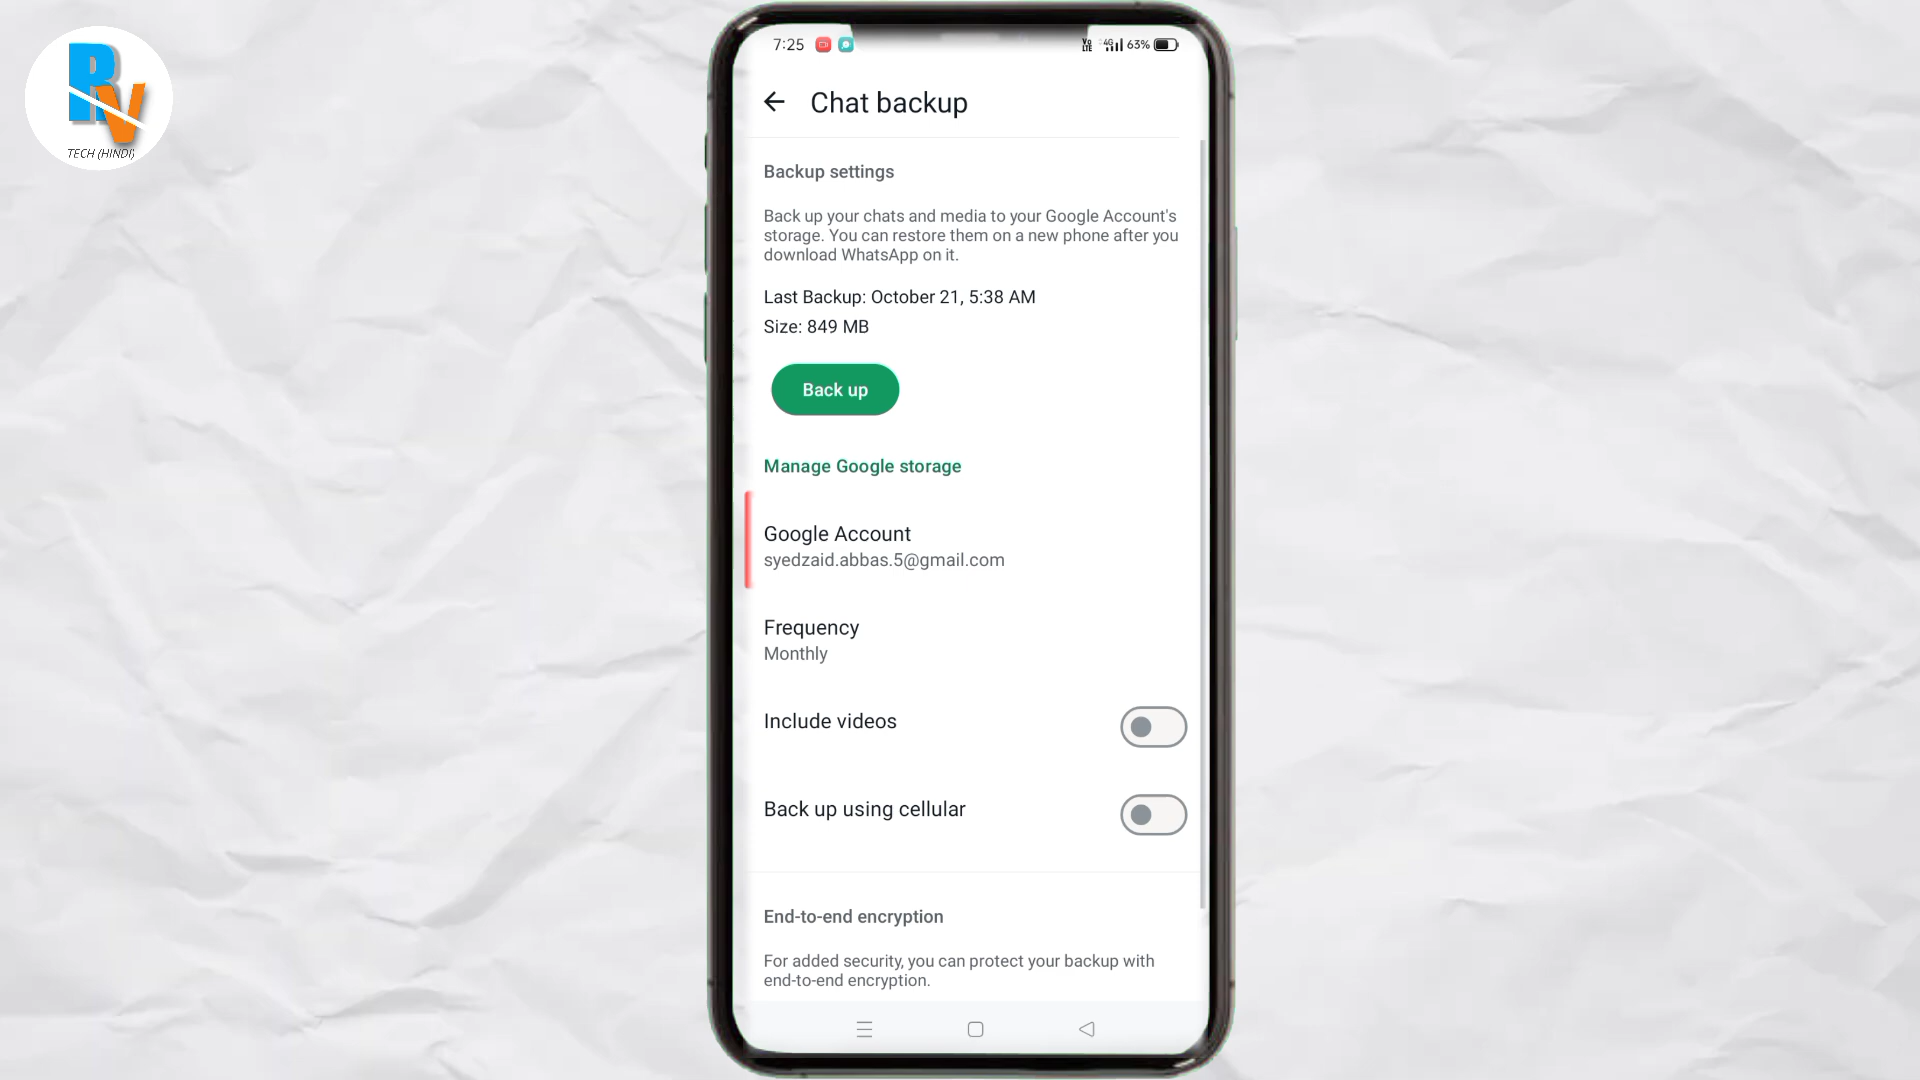 RV
TECH (HINDI)
7:25
Vo LTE 4G 63%
Chat backup
Backup settings
Back up your chats and media to your Google Account's
storage. You can restore them on a new phone after you
download WhatsApp on it.
Last Backup: October 21, 5:38 AM
Size: 849 MB
Back up
Manage Google storage
Google Account
syedzaid.abbas.5@gmail.com
Frequency
Monthly
Include videos
Back up using cellular
End-to-end encryption
For added security, you can protect your backup with
end-to-end encryption.